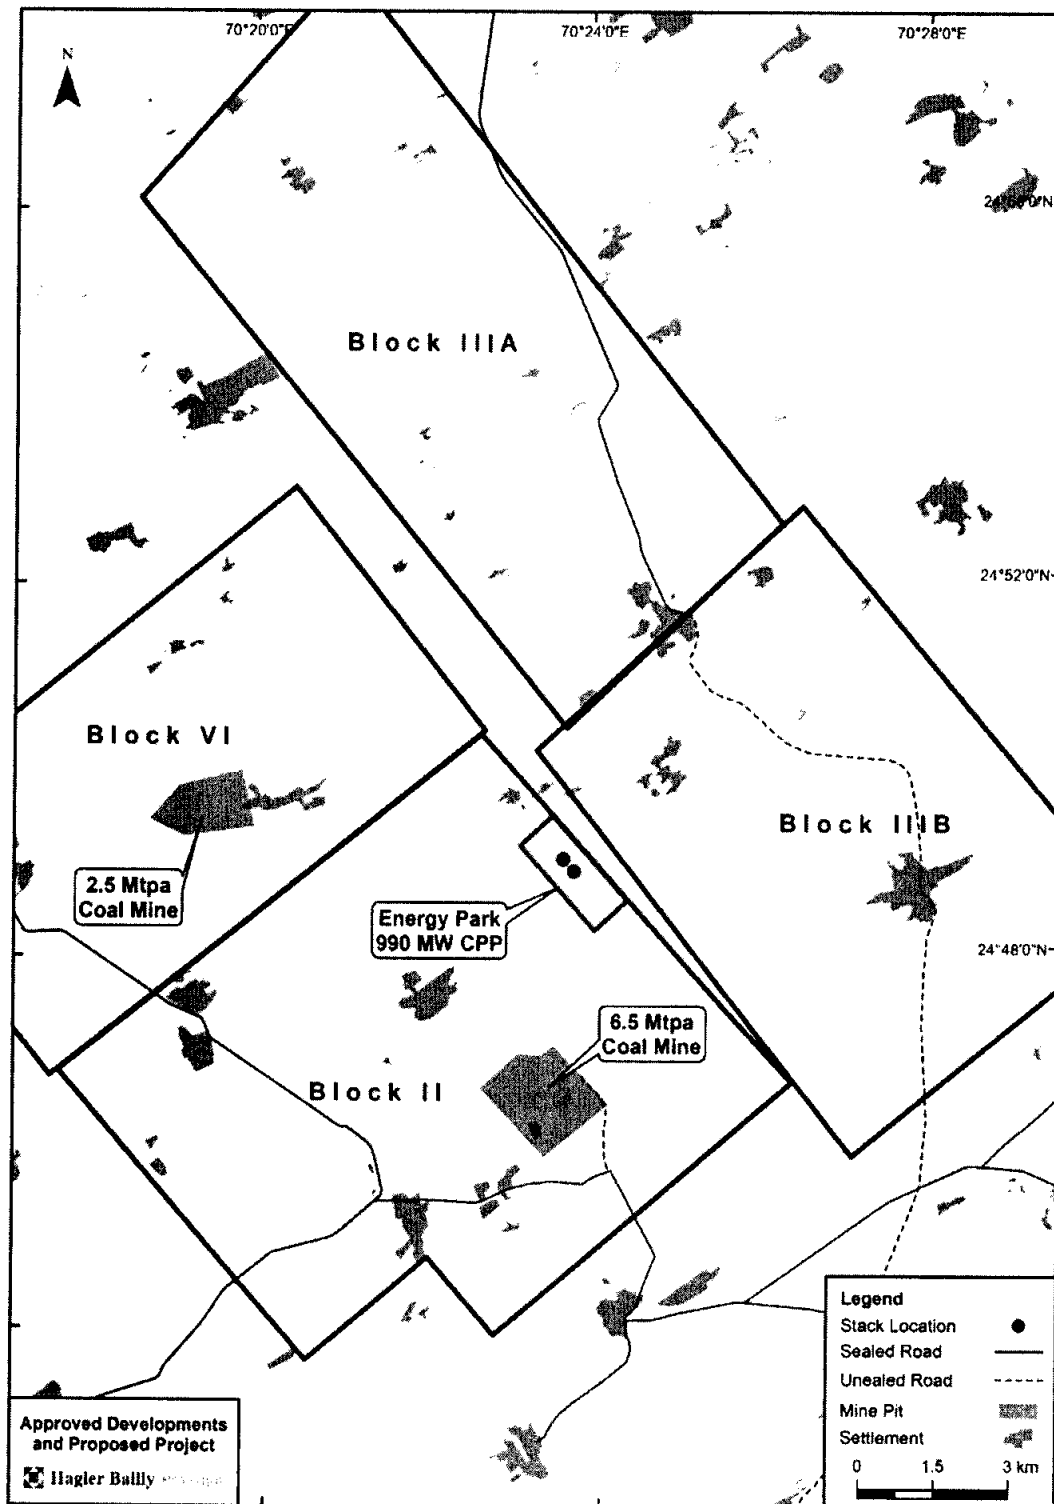 70°20'0"E
70°24'0"E
70°28'0"E
N
24°56'0"N
Block IIIA
24°52'0"N
Block VI
Block IIIB
2.5 Mtpa
Coal Mine
Energy Park
990 MW CPP
24°48'0"N
6.5 Mtpa
Coal Mine
Block II
Legend
Stack Location
Sealed Road
Unealed Road
Mine Pit
Settlement
0 1.5 3 km
Approved Developments
and Proposed Project
Hagler Bailly